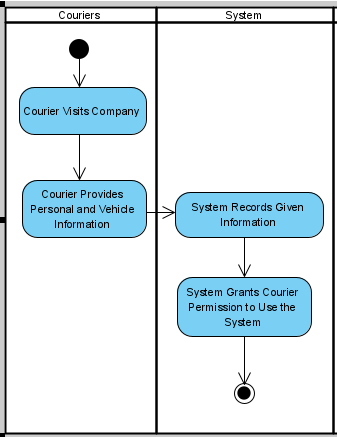 Couriers
System
Courier Visits Company
Courier Provides
Personal and Vehicle
Information
System Records Given
Information
System Grants Courier
Permission to Use the
System